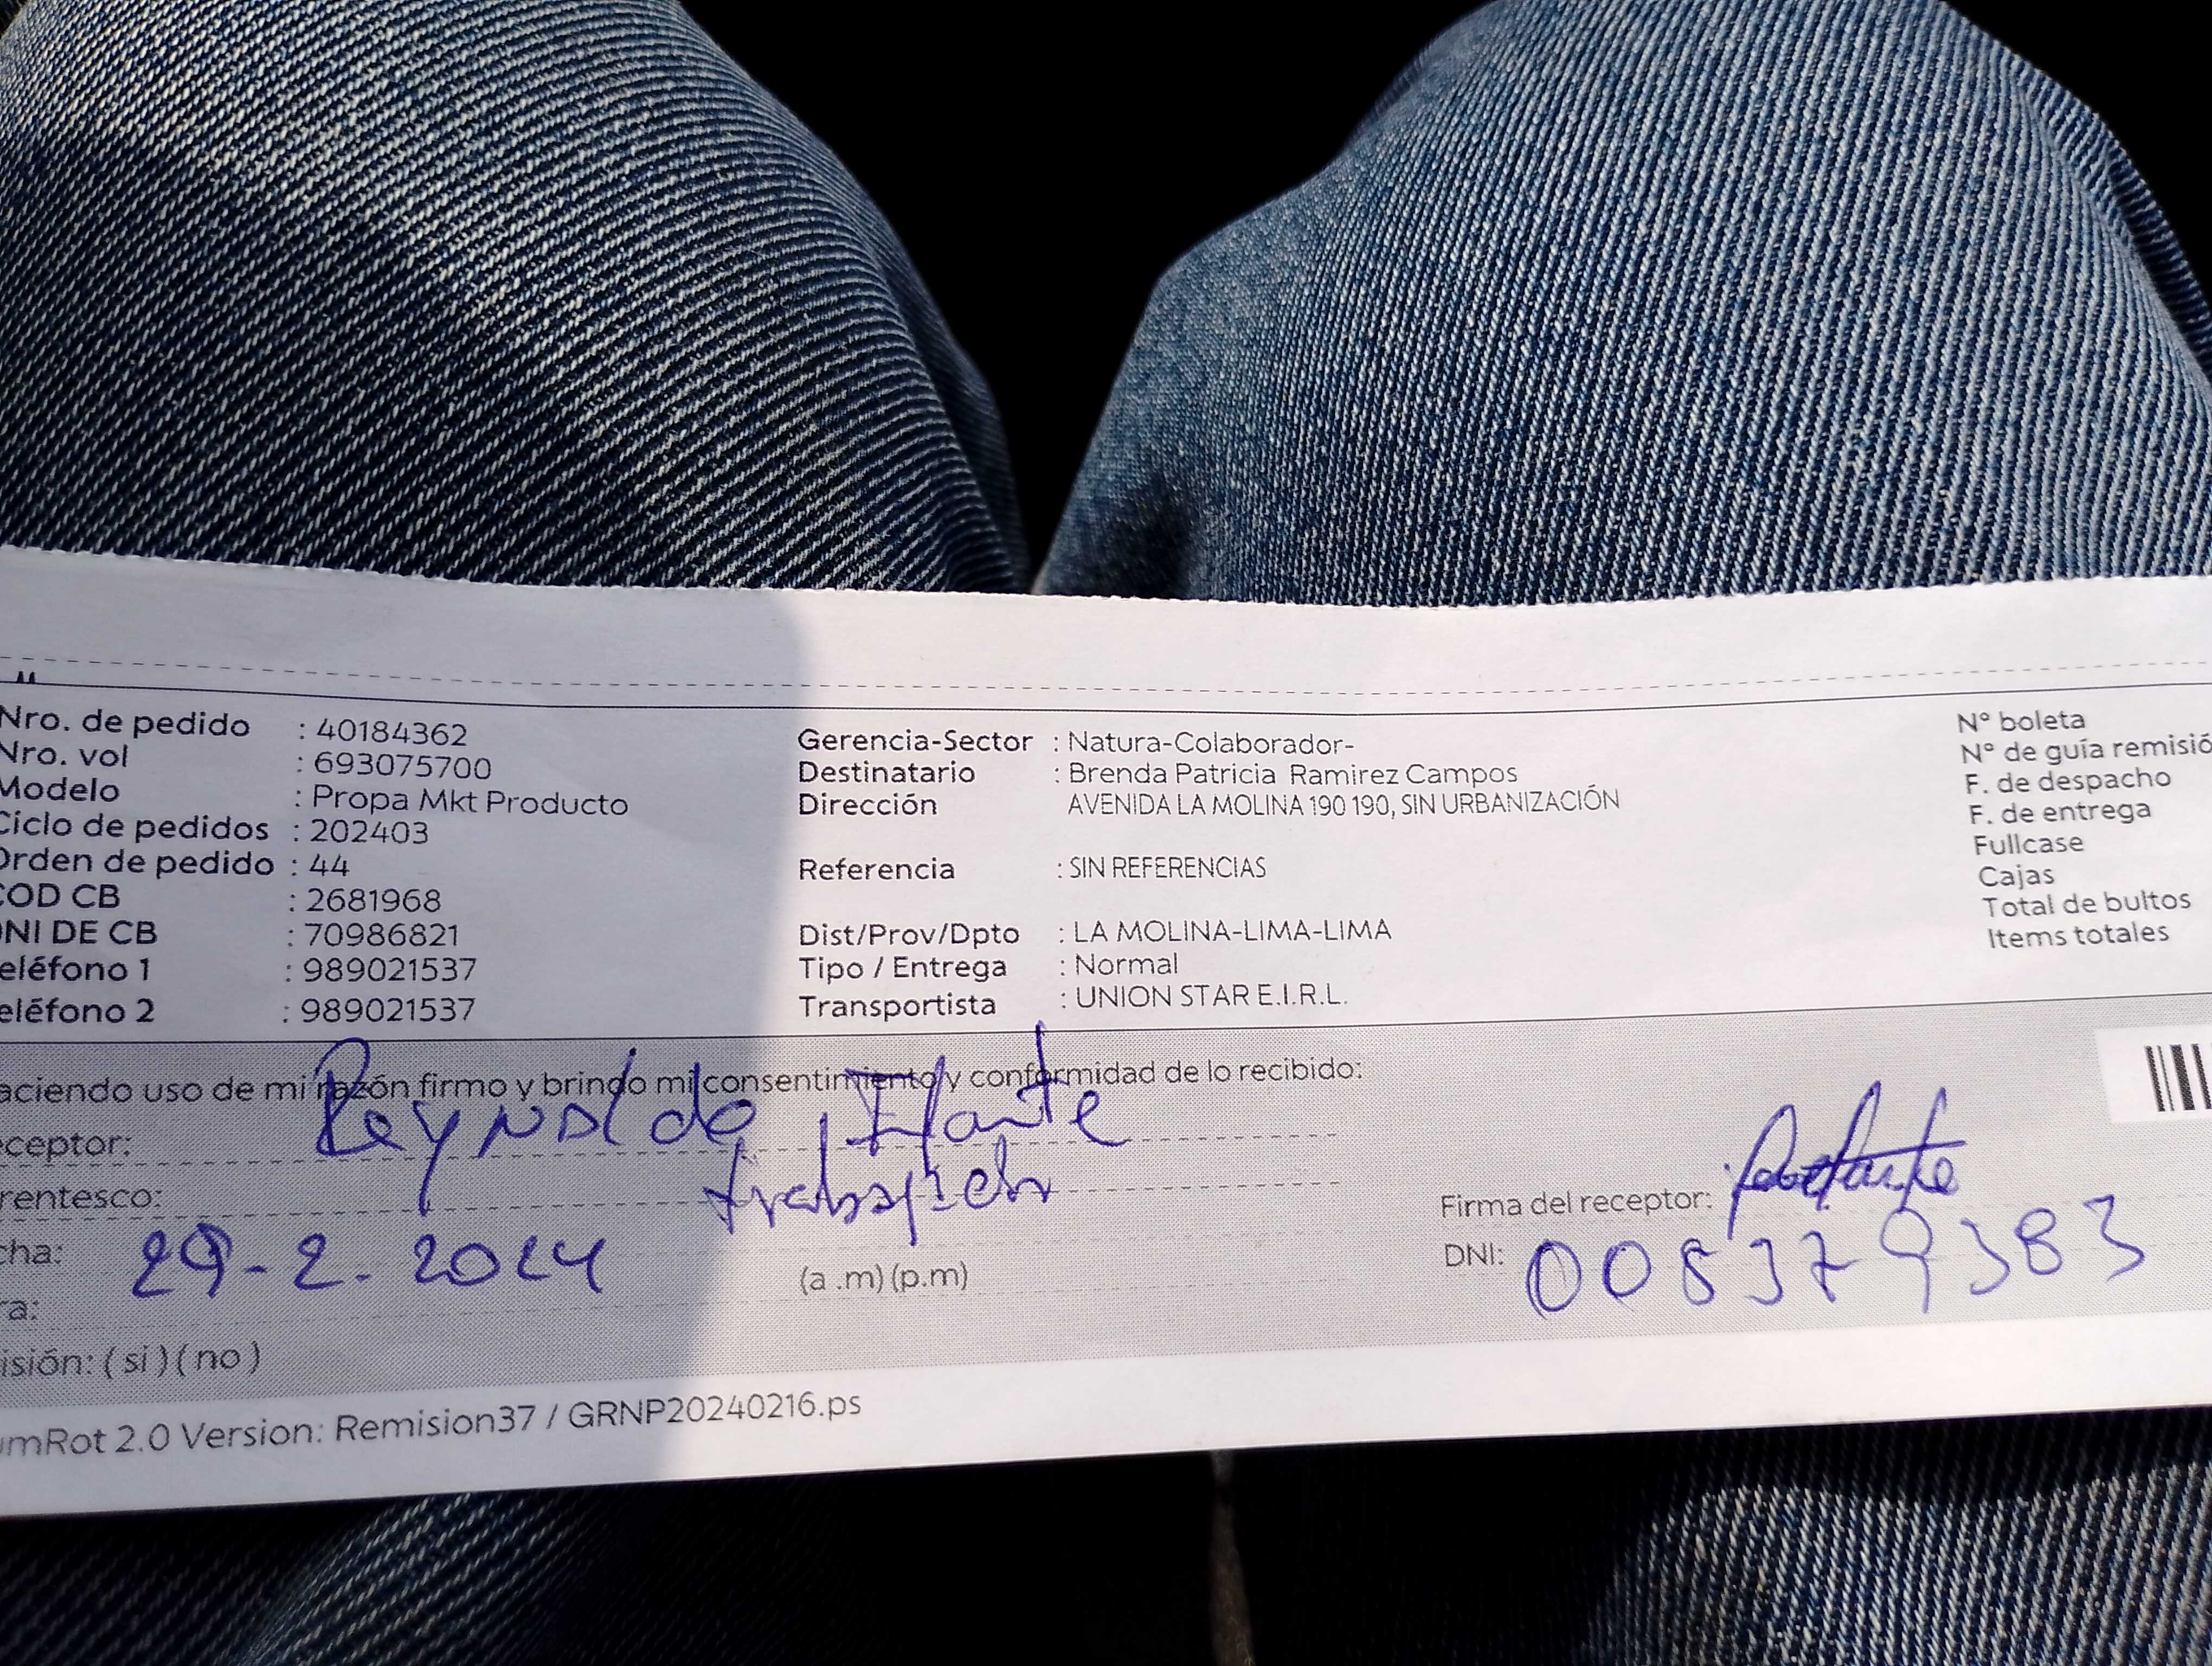 Nro. de pedido : 40184362
Nro. vol : 693075700
Modelo : Propa Mkt Producto
Ciclo de pedidos : 202403
Orden de pedido : 44
COD CB : 2681968
DNI DE CB : 70986821
eléfono 1 : 989021537
eléfono 2 : 989021537
Gerencia-Sector : Natura-Colaborador-
Destinatario : Brenda Patricia Ramirez Campos
Dirección AVENIDA LA MOLINA 190 190, SIN URBANIZACIÓN
Referencia : SIN REFERENCIAS
Dist/Prov/Dpto : LA MOLINA-LIMA-LIMA
Tipo / Entrega : Normal
Transportista : UNION STAR E.I.R.L.
N° boleta
N° de guía remisió
F. de despacho
F. de entrega
Fullcase
Cajas
Total de bultos
Items totales
aciendo uso de mi razón firmo y brindo mi consentimiento y conformidad de lo recibido:
eceptor: Reynaldo
rentesco:
cha: 29-2-2024
ra: (a .m) (p.m)
Firma del receptor:
DNI: 008379383
isión: ( si ) ( no )
mRot 2.0 Version: Remision37 / GRNP20240216.ps